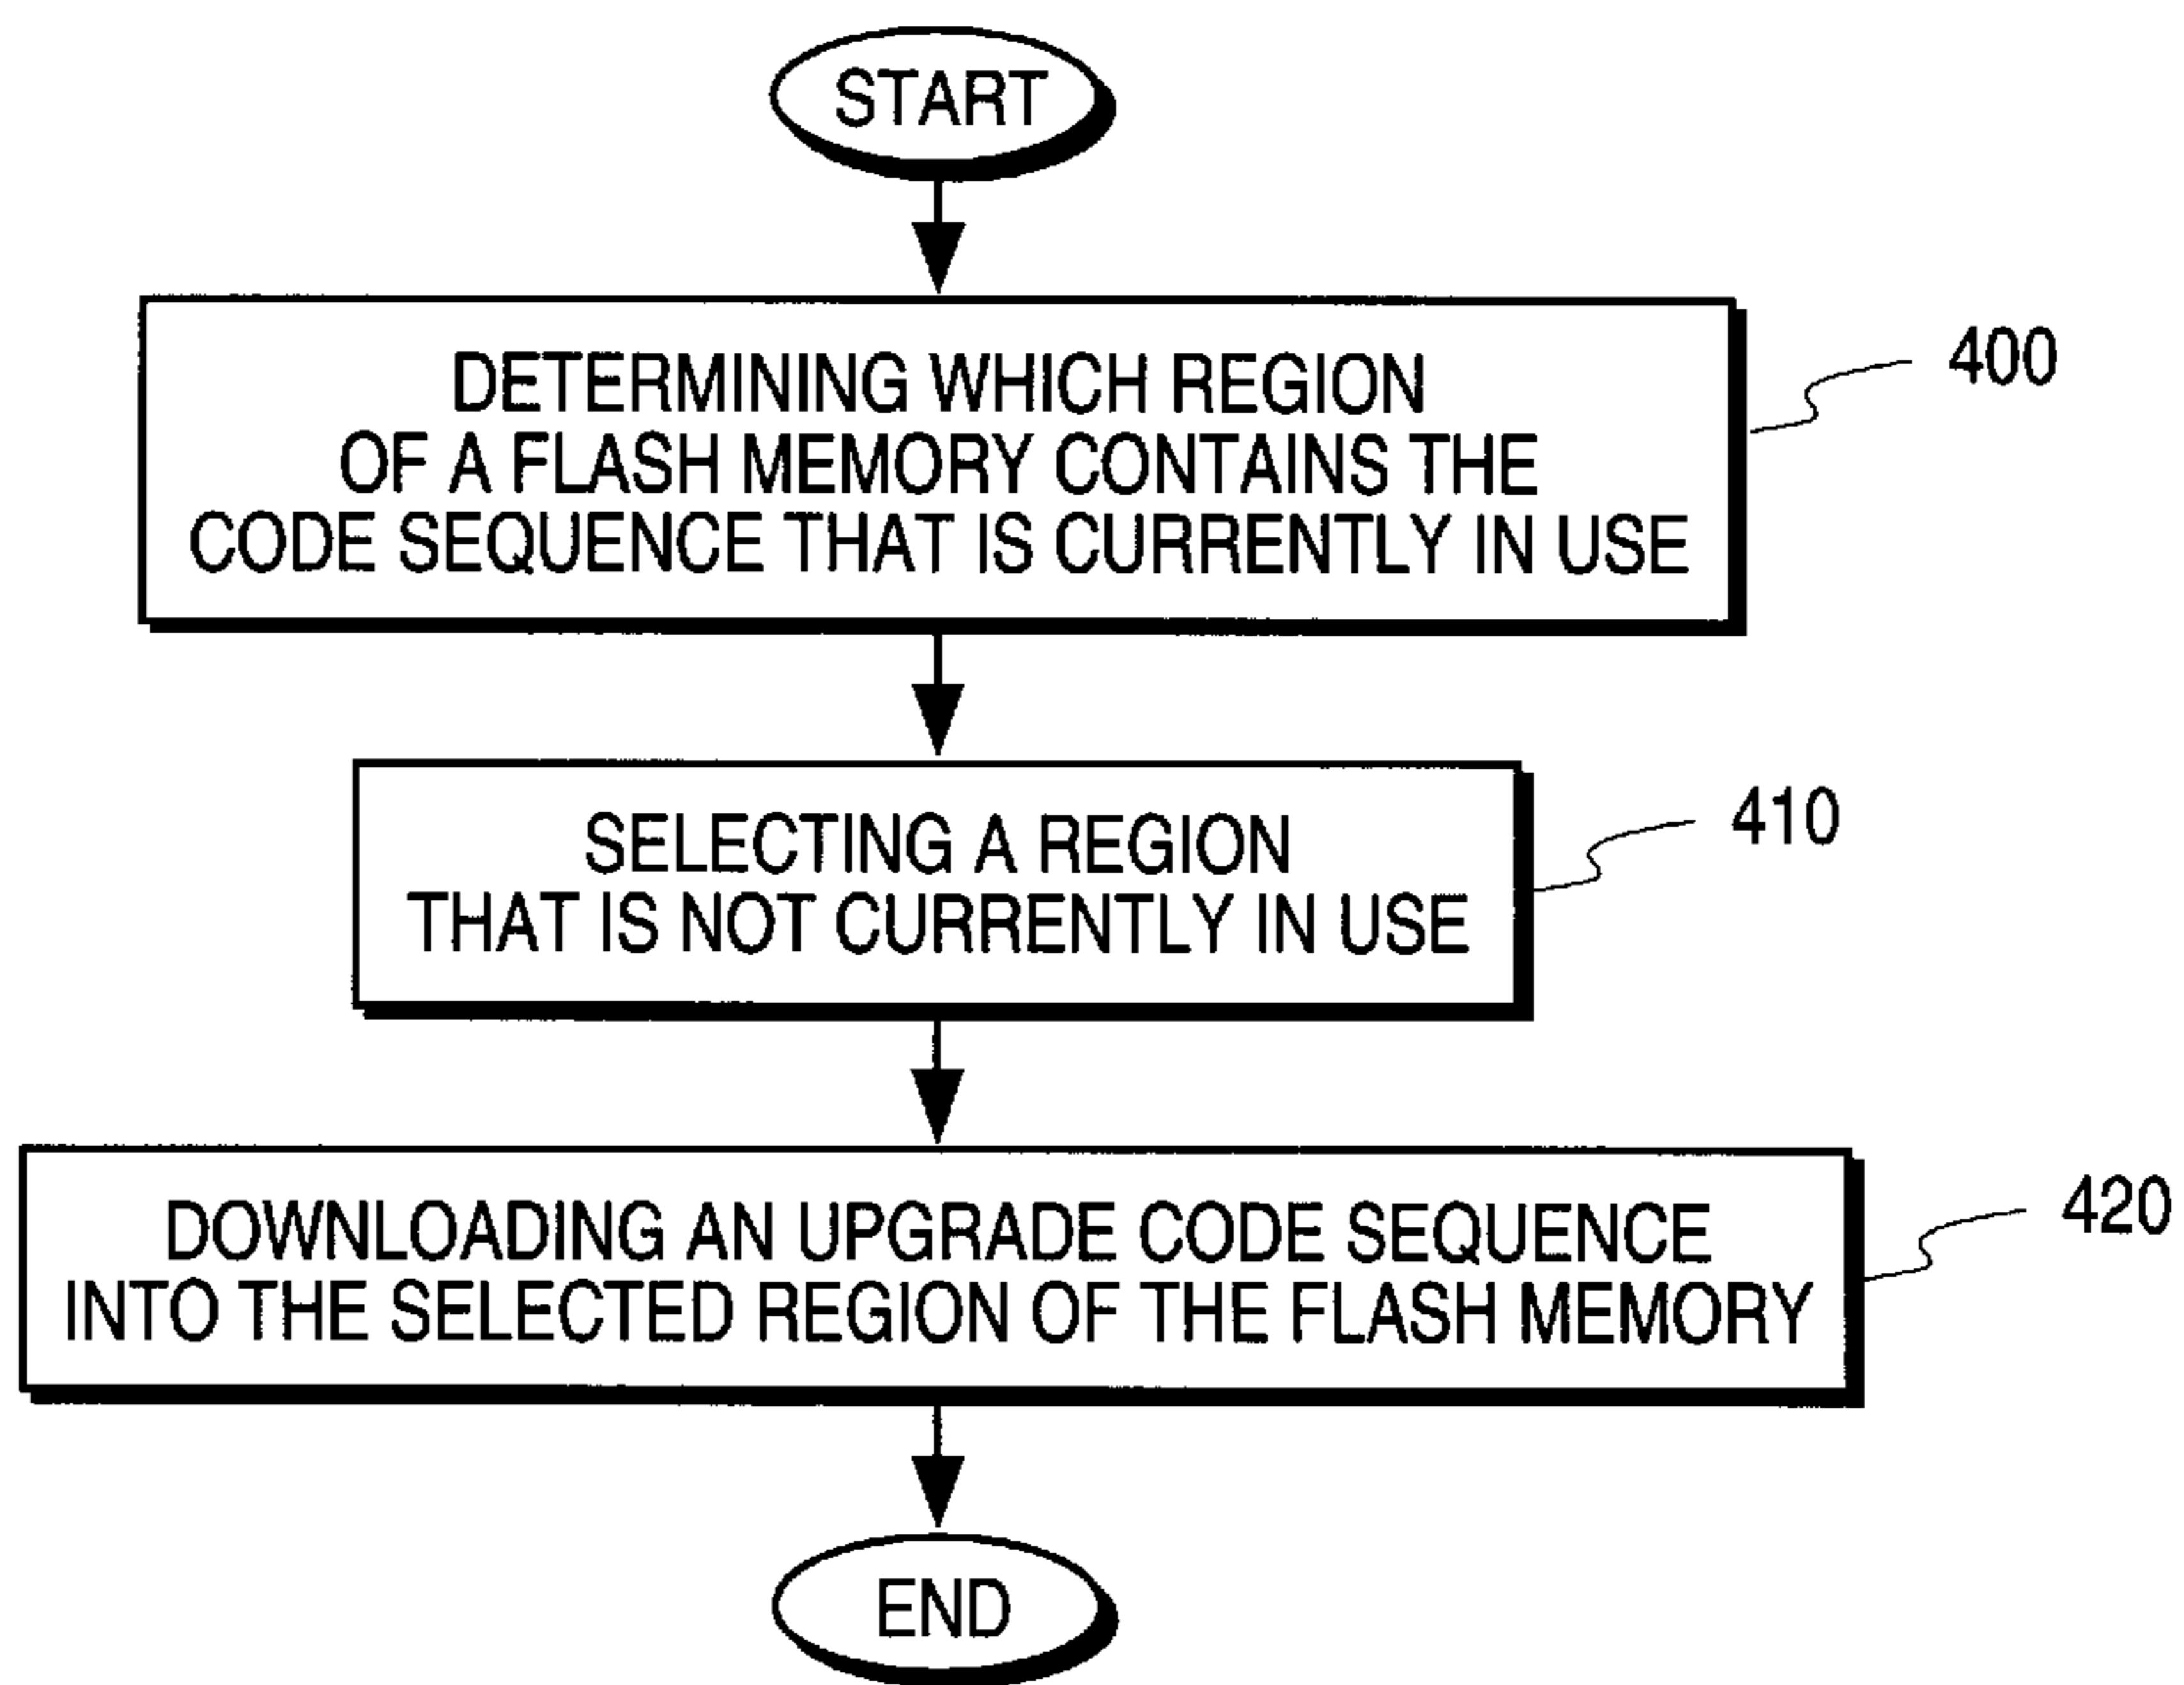 START
DETERMINING WHICH REGION
OF A FLASH MEMORY CONTAINS THE
CODE SEQUENCE THAT IS CURRENTLY IN USE
400
SELECTING A REGION
THAT IS NOT CURRENTLY IN USE
410
DOWNLOADING AN UPGRADE CODE SEQUENCE
INTO THE SELECTED REGION OF THE FLASH MEMORY
420
END